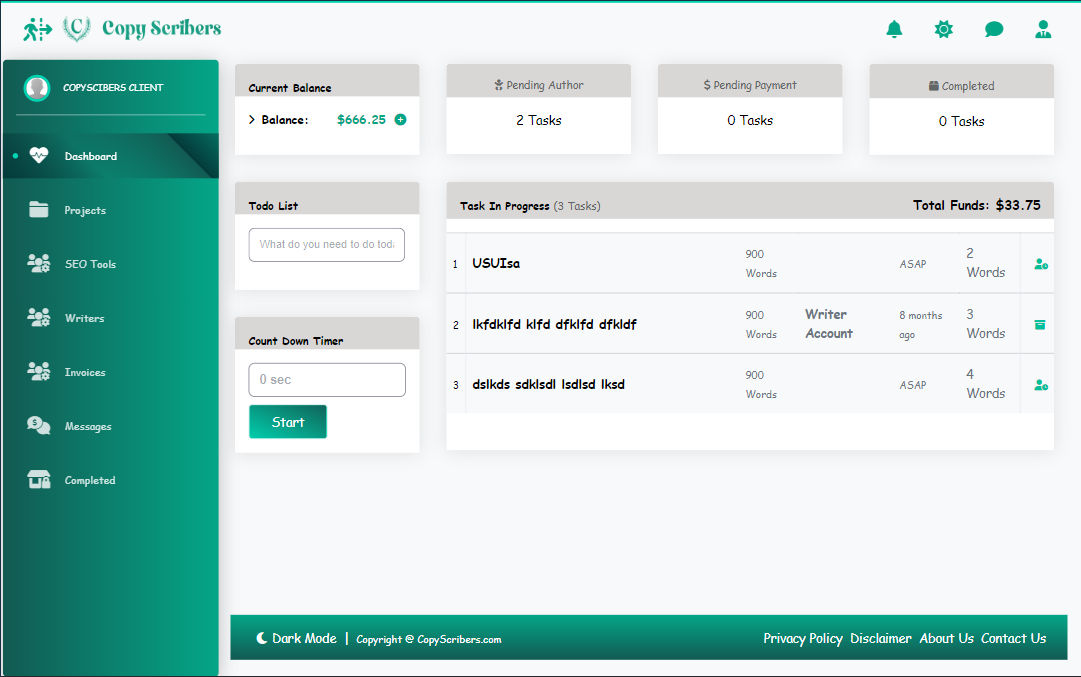 Copy Scribers
COPYSCIBERS CLIENT
Dashboard
Projects
SEO Tools
Writers
Invoices
Messages
Completed
Current Balance
Balance: $666.25
Pending Author
2 Tasks
$ Pending Payment
0 Tasks
Completed
0 Tasks
Todo List
What do you need to do toda
Count Down Timer
0 sec
Start
Task In Progress (3 Tasks) Total Funds: $33.75
1 USUIsa 900 Words ASAP 2 Words
2 lkfdklfd klfd dfklfd dfkldf 900 Words Writer Account 8 months ago 3 Words
3 dslkds sdklsdl lsdlsd lksd 900 Words ASAP 4 Words
Dark Mode | Copyright @ CopyScribers.com
Privacy Policy Disclaimer About Us Contact Us